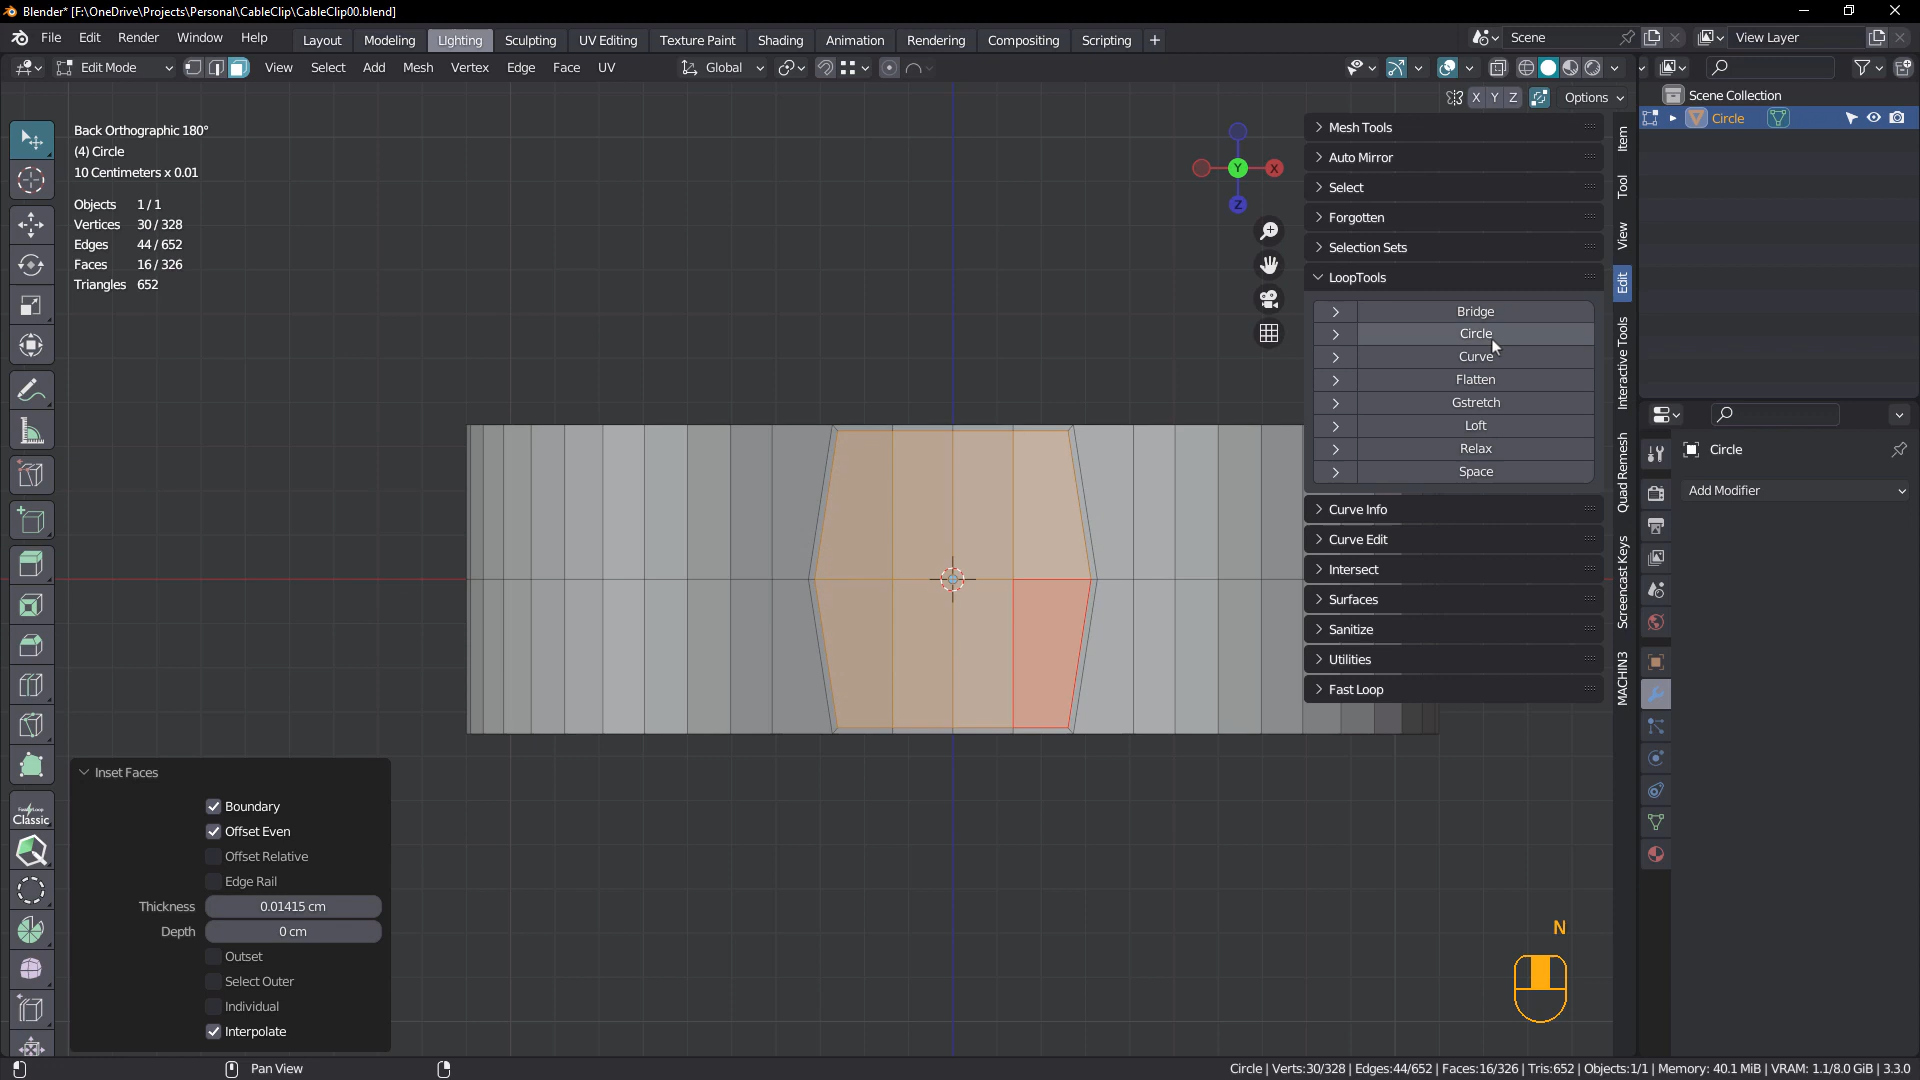 Blender* [F:\OneDrive\Projects\Personal\CableClip\CableClip00.blend]
File Edit Render Window Help Layout Modeling Lighting Sculpting UV Editing Texture Paint Shading Animation Rendering Compositing Scripting + Scene View Layer
Edit Mode View Select Add Mesh Vertex Edge Face UV Global
X Y Z Options
Scene Collection
Circle
Back Orthographic 180°
(4) Circle
10 Centimeters x 0.01
Objects 1/1
Vertices 30/328
Edges 44/652
Faces 16/326
Triangles 652
Y
X
Z
Mesh Tools
Auto Mirror
Select
Forgotten
Selection Sets
LoopTools
Bridge
Circle
Curve
Flatten
Gstretch
Loft
Relax
Space
Curve Info
Curve Edit
Intersect
Surfaces
Sanitize
Utilities
Fast Loop
Item
Tool
View
Edit
Interactive Tools
Quad Remesh
Screencast Keys
MACHIN3
Circle
Add Modifier
Classic
Inset Faces
Boundary
Offset Even
Offset Relative
Edge Rail
Thickness 0.01415 cm
Depth 0 cm
Outset
Select Outer
Individual
Interpolate
N
Pan View
Circle | Verts:30/328 | Edges:44/652 | Faces:16/326 | Tris:652 | Objects:1/1 | Memory: 40.1 MiB | VRAM: 1.1/8.0 GiB | 3.3.0